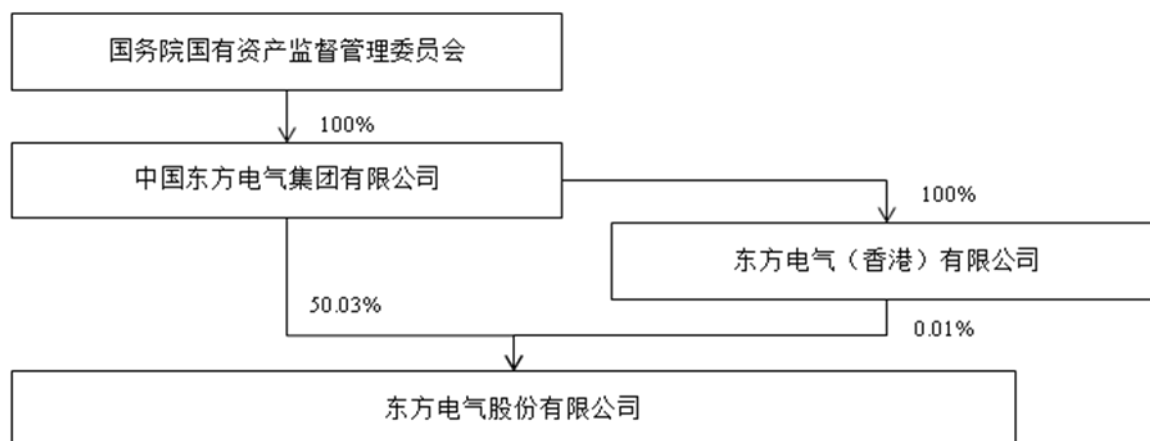 国务院国有资产监督管理委员会
100%
中国东方电气集团有限公司
100%
东方电气（香港）有限公司
50.03%
0.01%
东方电气股份有限公司